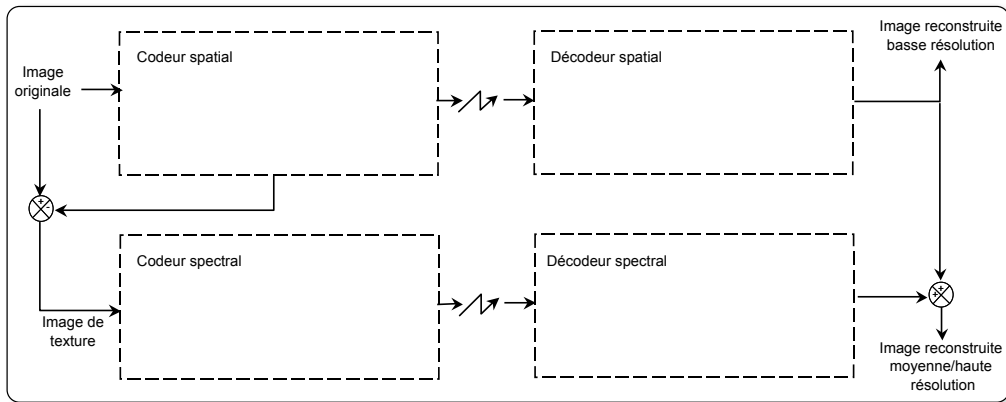 Image reconstruite
basse résolution
Codeur spatial
Décodeur spatial
Image
originale
+
-
Codeur spectral
Décodeur spectral
+
+
Image de
texture
Image reconstruite
moyenne/haute
résolution